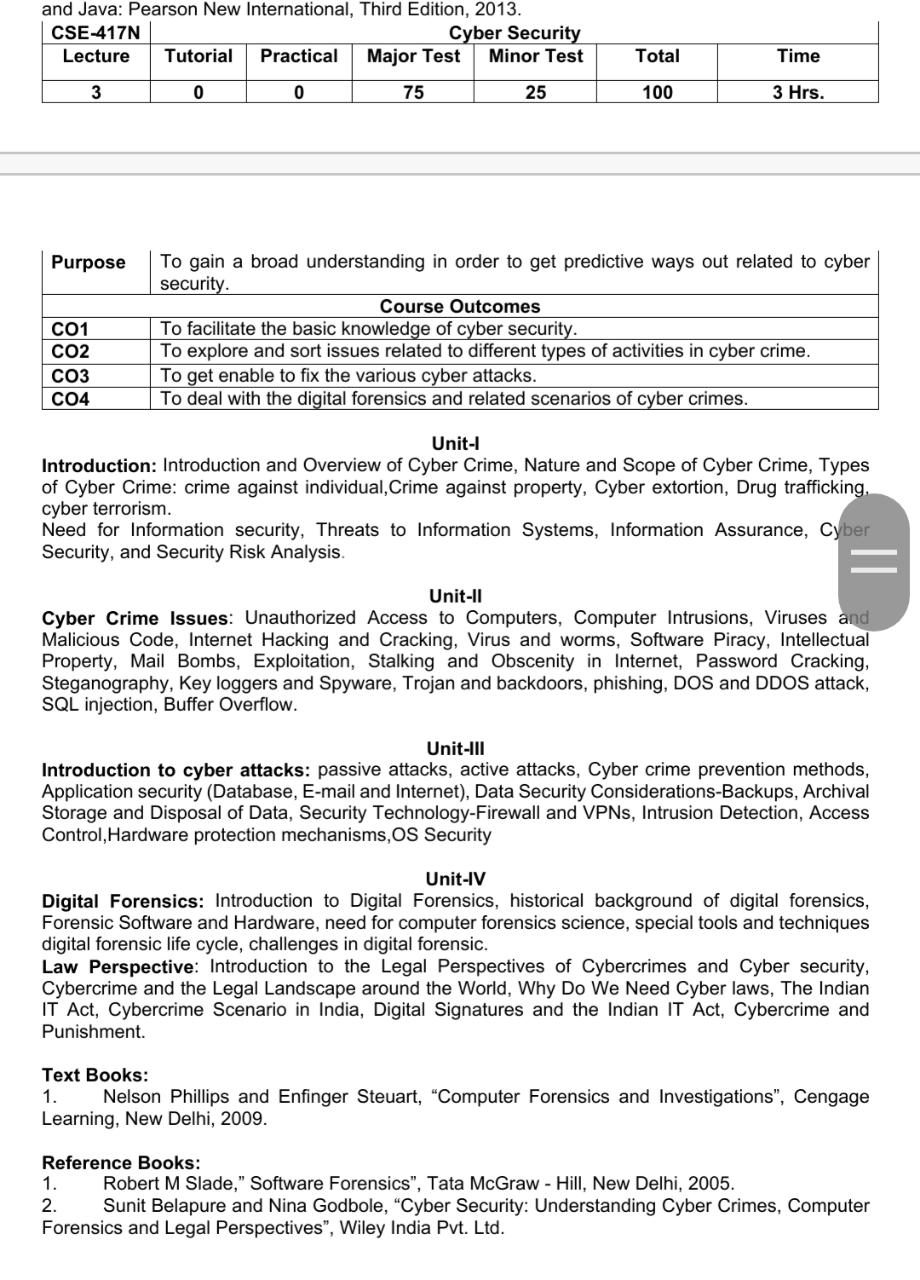 and Java: Pearson New International, Third Edition, 2013.
CSE-417N Cyber Security
Lecture Tutorial Practical Major Test Minor Test Total Time
3 0 0 75 25 100 3 Hrs.
Purpose To gain a broad understanding in order to get predictive ways out related to cyber
security.
Course Outcomes
CO1 To facilitate the basic knowledge of cyber security.
CO2 To explore and sort issues related to different types of activities in cyber crime.
CO3 To get enable to fix the various cyber attacks.
CO4 To deal with the digital forensics and related scenarios of cyber crimes.
Unit-I
Introduction: Introduction and Overview of Cyber Crime, Nature and Scope of Cyber Crime, Types
of Cyber Crime: crime against individual,Crime against property, Cyber extortion, Drug trafficking,
cyber terrorism.
Need for Information security, Threats to Information Systems, Information Assurance, Cyber
Security, and Security Risk Analysis.
Unit-II
Cyber Crime Issues: Unauthorized Access to Computers, Computer Intrusions, Viruses and
Malicious Code, Internet Hacking and Cracking, Virus and worms, Software Piracy, Intellectual
Property, Mail Bombs, Exploitation, Stalking and Obscenity in Internet, Password Cracking,
Steganography, Key loggers and Spyware, Trojan and backdoors, phishing, DOS and DDOS attack,
SQL injection, Buffer Overflow.
Unit-III
Introduction to cyber attacks: passive attacks, active attacks, Cyber crime prevention methods,
Application security (Database, E-mail and Internet), Data Security Considerations-Backups, Archival
Storage and Disposal of Data, Security Technology-Firewall and VPNs, Intrusion Detection, Access
Control,Hardware protection mechanisms,OS Security
Unit-IV
Digital Forensics: Introduction to Digital Forensics, historical background of digital forensics,
Forensic Software and Hardware, need for computer forensics science, special tools and techniques
digital forensic life cycle, challenges in digital forensic.
Law Perspective: Introduction to the Legal Perspectives of Cybercrimes and Cyber security,
Cybercrime and the Legal Landscape around the World, Why Do We Need Cyber laws, The Indian
IT Act, Cybercrime Scenario in India, Digital Signatures and the Indian IT Act, Cybercrime and
Punishment.
Text Books:
1. Nelson Phillips and Enfinger Steuart, “Computer Forensics and Investigations”, Cengage
Learning, New Delhi, 2009.
Reference Books:
1. Robert M Slade,” Software Forensics”, Tata McGraw - Hill, New Delhi, 2005.
2. Sunit Belapure and Nina Godbole, “Cyber Security: Understanding Cyber Crimes, Computer
Forensics and Legal Perspectives”, Wiley India Pvt. Ltd.